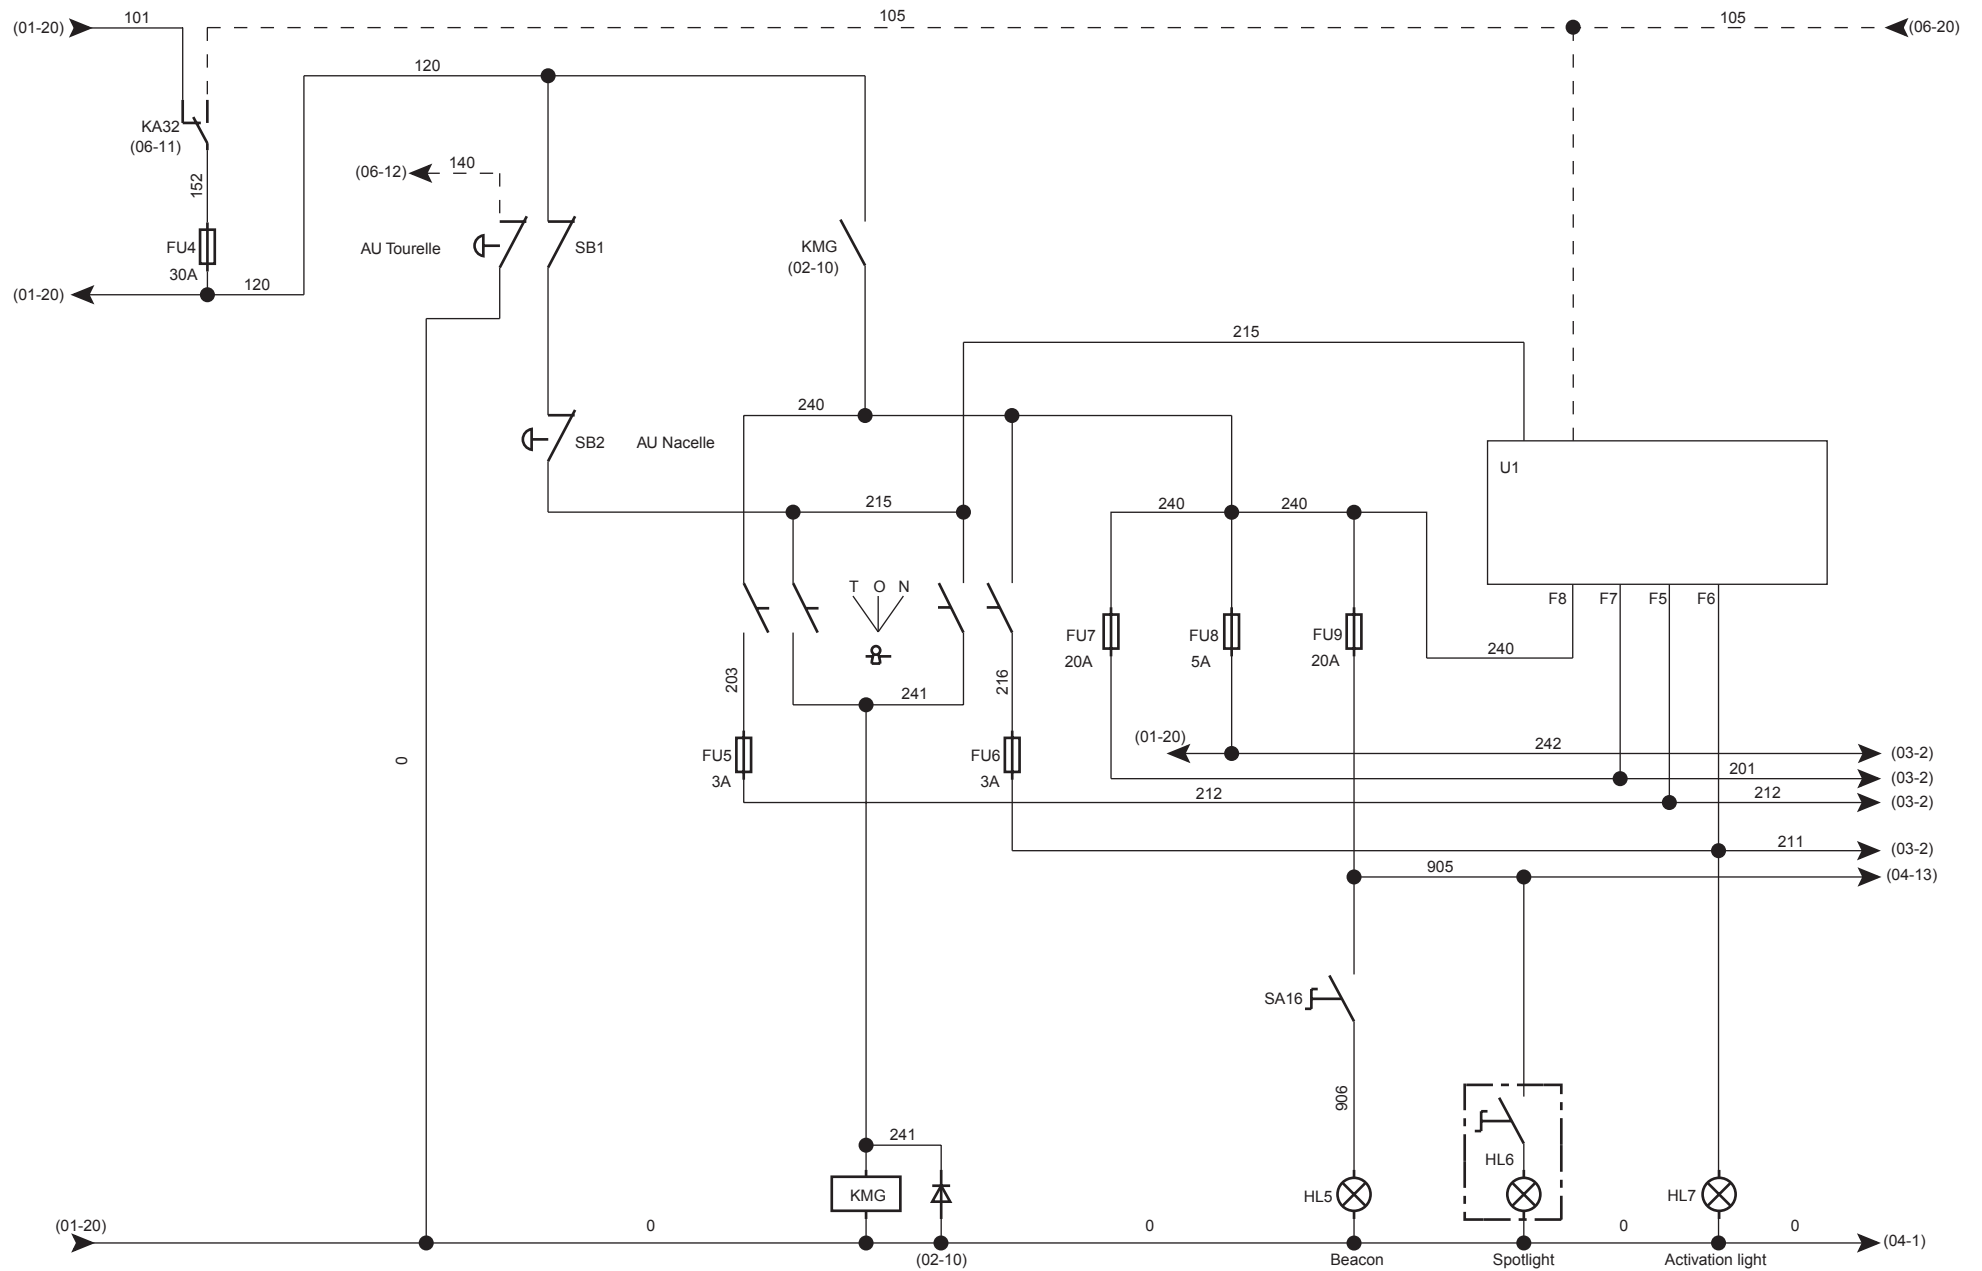 (01-20) 101 105 105 (06-20)
120
KA32
(06-11)
(06-12) 140
152
FU4 AU Tourelle SB1 KMG
30A (02-10)
(01-20) 120
215
240
SB2 AU Nacelle
U1
215 240 240
T O N
F8 F7 F5 F6
FU7 FU8 FU9
20A 5A 20A
240
203 241 216
(01-20) 242 (03-2)
FU5 FU6
3A 3A
0
201 (03-2)
212 212 (03-2)
211 (03-2)
905 (04-13)
SA16
906
241
HL6
KMG HL5 HL7
(01-20) 0 0 0 0 (04-1)
(02-10) Beacon Spotlight Activation light